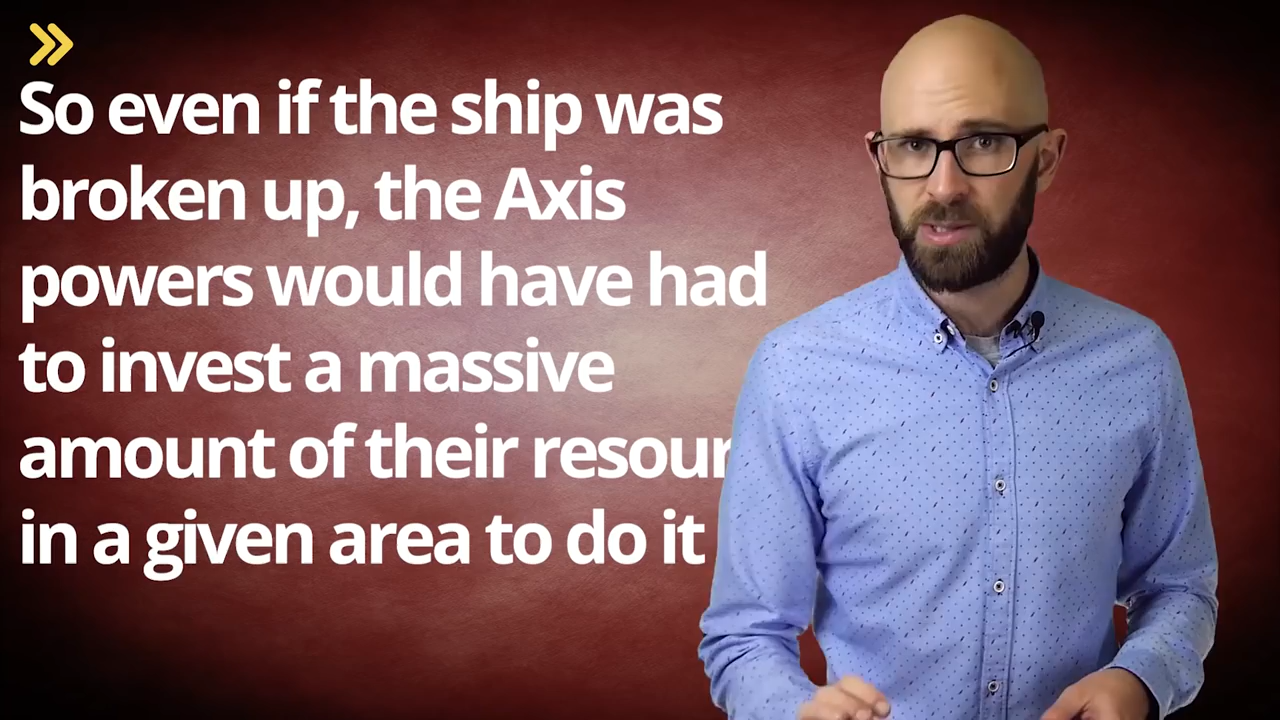 So even if the ship was
broken up, the Axis
powers would have had
to invest a massive
amount of their
in a given area to do it